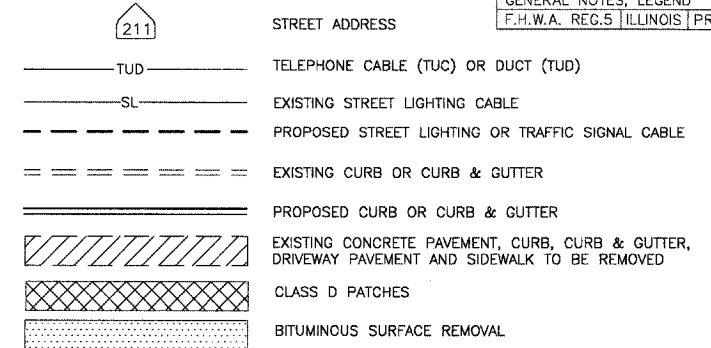 GENERAL NOTES, LEGEND
F.H.W.A. REG.5 ILLINOIS PR
211 STREET ADDRESS
TUD TELEPHONE CABLE (TUC) OR DUCT (TUD)
SL EXISTING STREET LIGHTING CABLE
PROPOSED STREET LIGHTING OR TRAFFIC SIGNAL CABLE
EXISTING CURB OR CURB & GUTTER
PROPOSED CURB OR CURB & GUTTER
EXISTING CONCRETE PAVEMENT, CURB, CURB & GUTTER,
DRIVEWAY PAVEMENT AND SIDEWALK TO BE REMOVED
CLASS D PATCHES
BITUMINOUS SURFACE REMOVAL